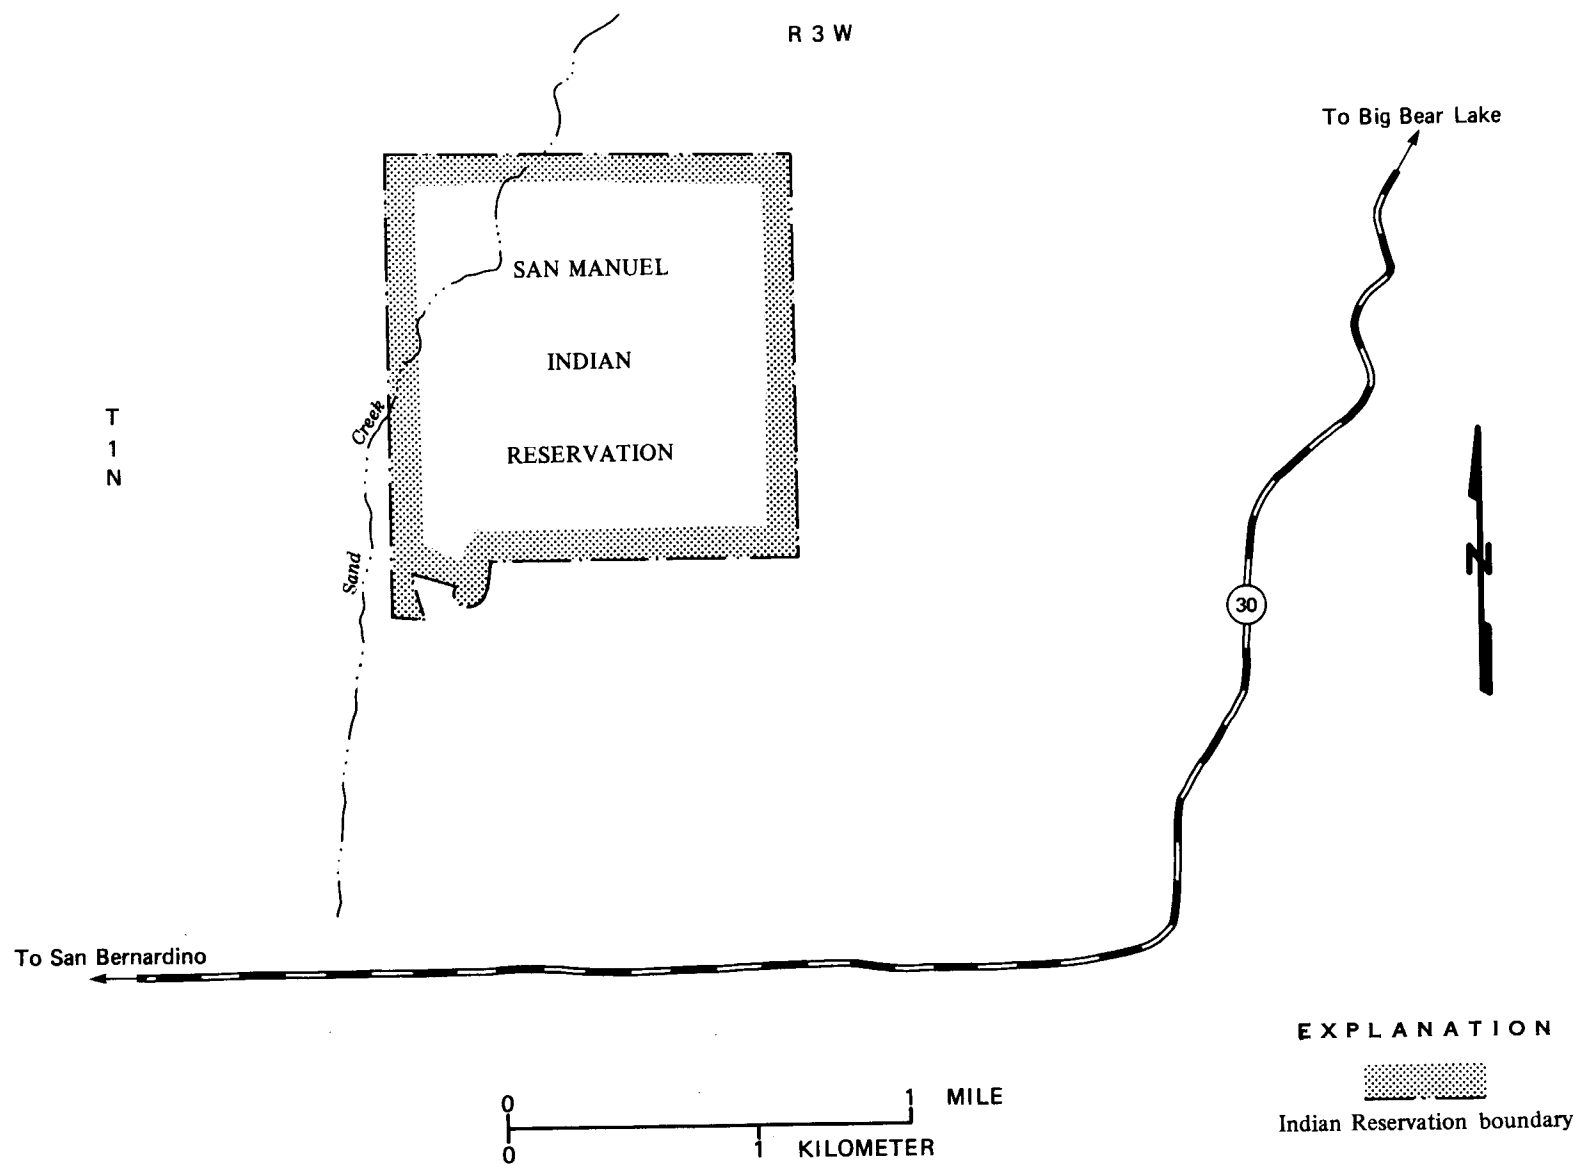 R 3 W
To Big Bear Lake
SAN MANUEL
INDIAN
RESERVATION
Creek
T
1
N
Sand
N
30
To San Bernardino
EXPLANATION
0
1
MILE
0
1
KILOMETER
Indian Reservation boundary